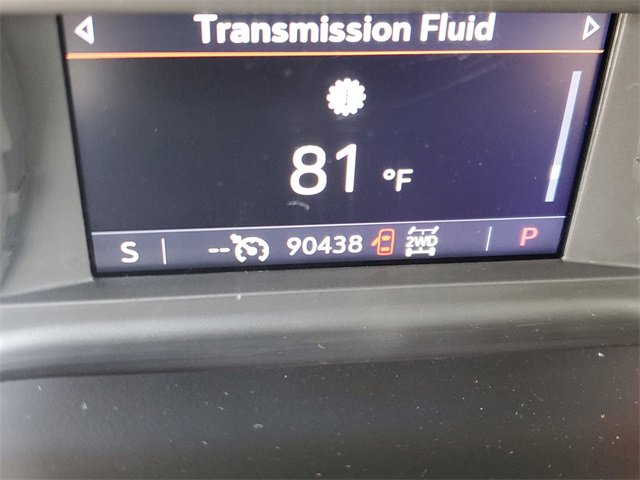 Transmission Fluid
81 °F
S -- 90438 2WD P